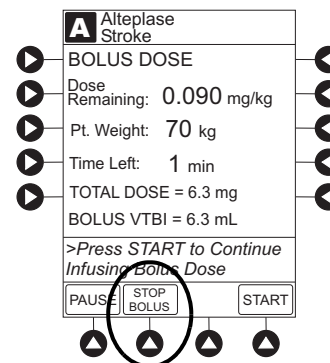 A Alteplase
Stroke
BOLUS DOSE
Dose
Remaining: 0.090 mg/kg
Pt. Weight: 70 kg
Time Left: 1 min
TOTAL DOSE = 6.3 mg
BOLUS VTBI = 6.3 mL
>Press START to Continue
Infusing Bolus Dose
PAUSE STOP BOLUS START